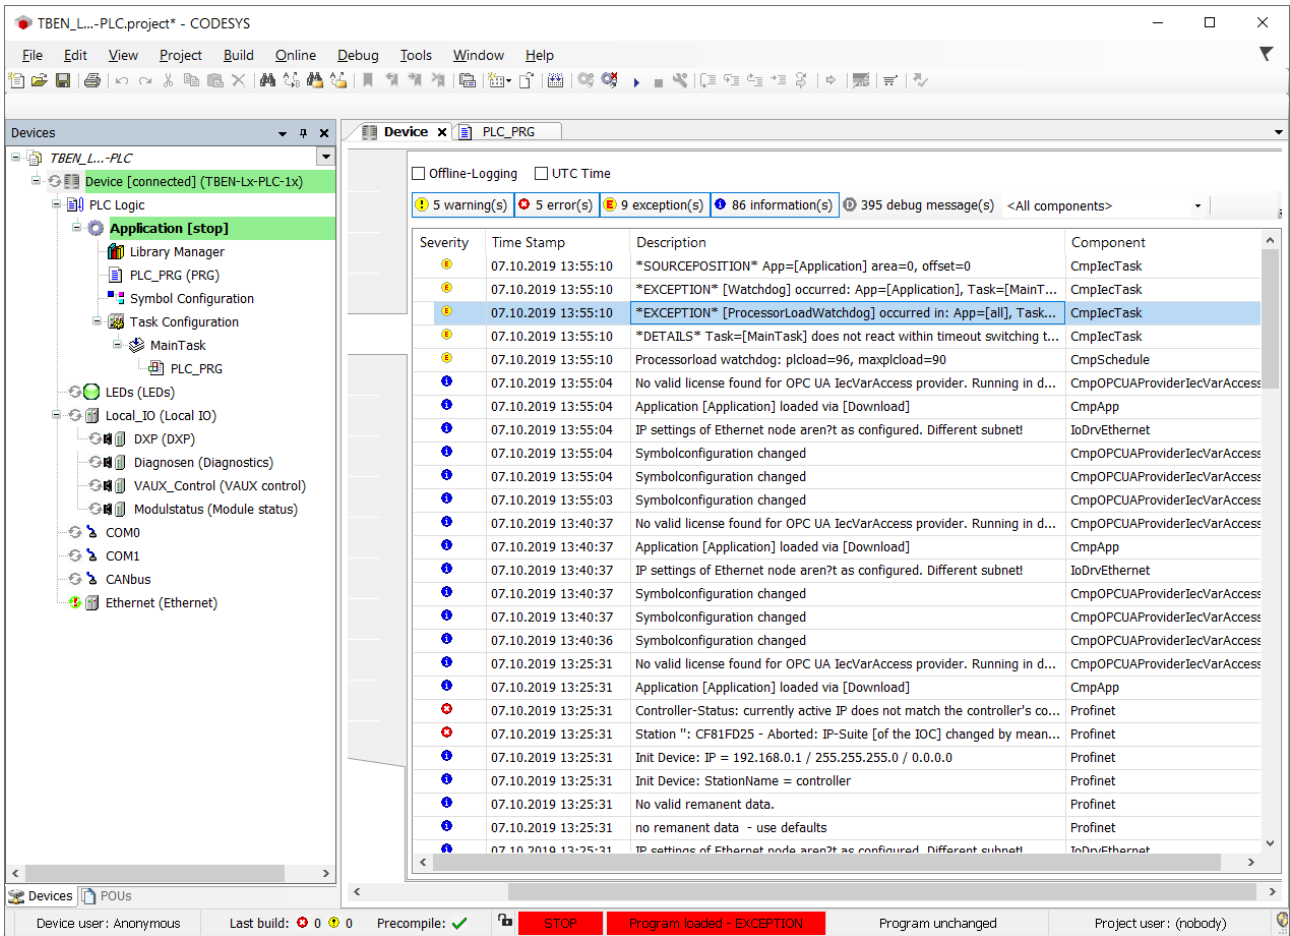 TBEN_L...-PLC.project* - CODESYS
File Edit View Project Build Online Debug Tools Window Help
Devices
TBEN_L...-PLC
Device [connected] (TBEN-Lx-PLC-1x)
PLC Logic
Application [stop]
Library Manager
PLC_PRG (PRG)
Symbol Configuration
Task Configuration
MainTask
PLC_PRG
LEDs (LEDs)
Local_IO (Local IO)
DXP (DXP)
Diagnosen (Diagnostics)
VAUX_Control (VAUX control)
Modulstatus (Module status)
COM0
COM1
CANbus
Ethernet (Ethernet)
Devices POUs
Device PLC_PRG
Offline-Logging UTC Time
5 warning(s) 5 error(s) 9 exception(s) 86 information(s) 395 debug message(s) <All components>
Severity Time Stamp Description Component
07.10.2019 13:55:10 *SOURCEPOSITION* App=[Application] area=0, offset=0 CmpIecTask
07.10.2019 13:55:10 *EXCEPTION* [Watchdog] occurred: App=[Application], Task=[MainT... CmpIecTask
07.10.2019 13:55:10 *EXCEPTION* [ProcessorLoadWatchdog] occurred in: App=[all], Task... CmpIecTask
07.10.2019 13:55:10 *DETAILS* Task=[MainTask] does not react within timeout switching t... CmpIecTask
07.10.2019 13:55:10 Processorload watchdog: plcload=96, maxplcload=90 CmpSchedule
07.10.2019 13:55:04 No valid license found for OPC UA IecVarAccess provider. Running in d... CmpOPCUAProviderIecVarAccess
07.10.2019 13:55:04 Application [Application] loaded via [Download] CmpApp
07.10.2019 13:55:04 IP settings of Ethernet node aren?t as configured. Different subnet! IoDrvEthernet
07.10.2019 13:55:04 Symbolconfiguration changed CmpOPCUAProviderIecVarAccess
07.10.2019 13:55:04 Symbolconfiguration changed CmpOPCUAProviderIecVarAccess
07.10.2019 13:55:03 Symbolconfiguration changed CmpOPCUAProviderIecVarAccess
07.10.2019 13:40:37 No valid license found for OPC UA IecVarAccess provider. Running in d... CmpOPCUAProviderIecVarAccess
07.10.2019 13:40:37 Application [Application] loaded via [Download] CmpApp
07.10.2019 13:40:37 IP settings of Ethernet node aren?t as configured. Different subnet! IoDrvEthernet
07.10.2019 13:40:37 Symbolconfiguration changed CmpOPCUAProviderIecVarAccess
07.10.2019 13:40:37 Symbolconfiguration changed CmpOPCUAProviderIecVarAccess
07.10.2019 13:40:36 Symbolconfiguration changed CmpOPCUAProviderIecVarAccess
07.10.2019 13:25:31 No valid license found for OPC UA IecVarAccess provider. Running in d... CmpOPCUAProviderIecVarAccess
07.10.2019 13:25:31 Application [Application] loaded via [Download] CmpApp
07.10.2019 13:25:31 Controller-Status: currently active IP does not match the controller's co... Profinet
07.10.2019 13:25:31 Station '': CF81FD25 - Aborted: IP-Suite [of the IOC] changed by mean... Profinet
07.10.2019 13:25:31 Init Device: IP = 192.168.0.1 / 255.255.255.0 / 0.0.0.0 Profinet
07.10.2019 13:25:31 Init Device: StationName = controller Profinet
07.10.2019 13:25:31 No valid remanent data. Profinet
07.10.2019 13:25:31 no remanent data - use defaults Profinet
07.10.2019 13:25:31 IP settings of Ethernet node aren?t as configured. Different subnet! IoDrvEthernet
Device user: Anonymous Last build: 0 0 Precompile: STOP Program loaded - EXCEPTION Program unchanged Project user: (nobody)